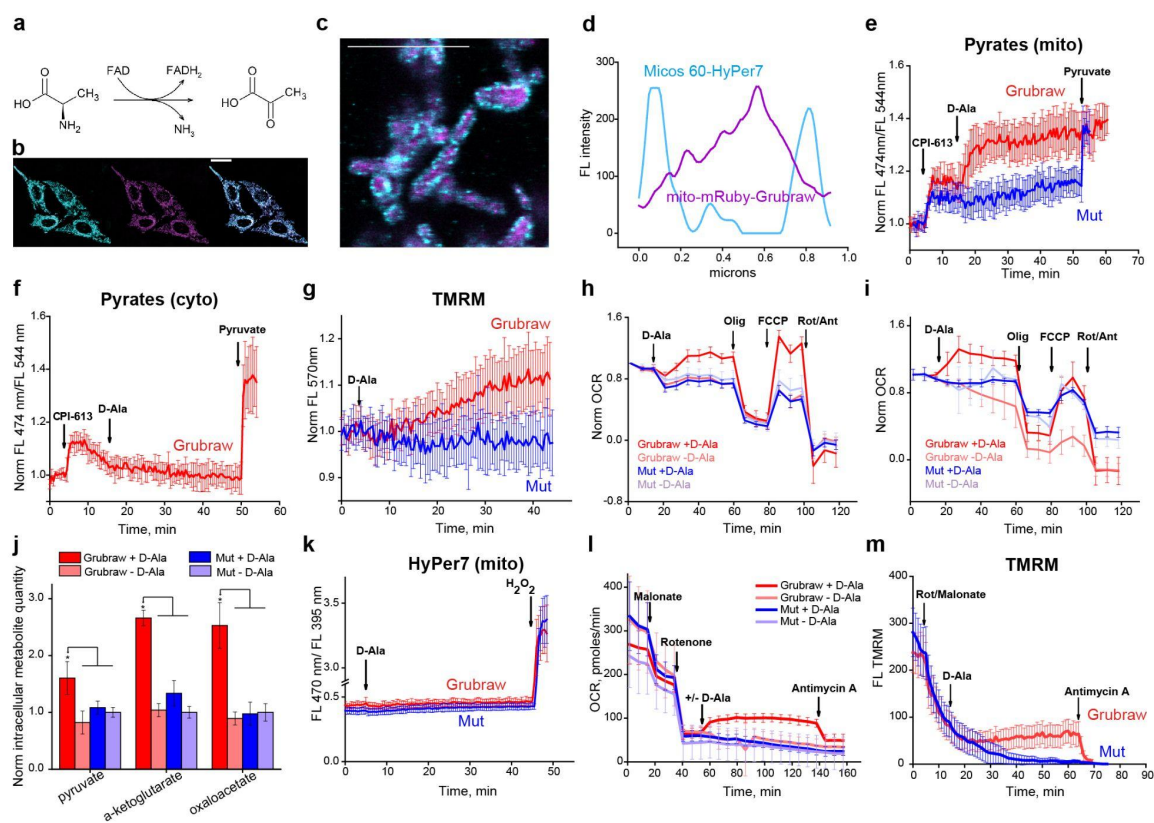 a
O
HO
CH₃
NH₂
FAD
FADH₂
NH₃
O
HO
CH₃
O
b
c
d
300
200
100
0
FL intensity
Micos 60-HyPer7
mito-mRuby-Grubraw
0.0 0.2 0.4 0.6 0.8 1.0
microns
e
Pyrates (mito)
Norm FL 474nm/FL 544nm
1.6
1.4
1.2
1.0
CPI-613
D-Ala
Grubraw
Pyruvate
Mut
0 10 20 30 40 50 60 70
Time, min
f
Pyrates (cyto)
Norm FL 474 nm/FL 544 nm
1.6
1.4
1.2
1.0
CPI-613
D-Ala
Pyruvate
Grubraw
0 10 20 30 40 50 60
Time, min
g
TMRM
Norm FL 570nm
1.2
1.1
1.0
0.9
D-Ala
Grubraw
Mut
0 10 20 30 40
Time, min
h
Norm OCR
1.8
1.2
0.6
0.0
-0.8
D-Ala
Olig
FCCP
Rot/Ant
Grubraw +D-Ala
Grubraw -D-Ala
Mut +D-Ala
Mut -D-Ala
0 20 40 60 80 100 120
Time, min
i
Norm OCR
1.8
1.2
0.6
0.0
D-Ala
Olig
FCCP
Rot/Ant
Grubraw +D-Ala
Grubraw -D-Ala
Mut +D-Ala
Mut -D-Ala
0 20 40 60 80 100 120
Time, min
j
Grubraw + D-Ala
Grubraw - D-Ala
Mut + D-Ala
Mut - D-Ala
Norm intracellular metabolite quantity
3.0
2.0
1.0
0.0
*
*
*
pyruvate
a-ketoglutarate
oxaloacetate
k
HyPer7 (mito)
FL 470 nm/ FL 395 nm
3.0
0.5
0.0
D-Ala
H₂O₂
Grubraw
Mut
0 10 20 30 40 50
Time, min
l
OCR, pmoles/min
400
300
200
100
0
Malonate
Rotenone
+/- D-Ala
Antimycin A
Grubraw + D-Ala
Grubraw - D-Ala
Mut + D-Ala
Mut - D-Ala
0 20 40 60 80 100 120 140 160
Time, min
m
TMRM
FL TMRM
400
300
200
100
0
Rot/Malonate
D-Ala
Antimycin A
Grubraw
Mut
0 10 20 30 40 50 60 70 80 90
Time, min